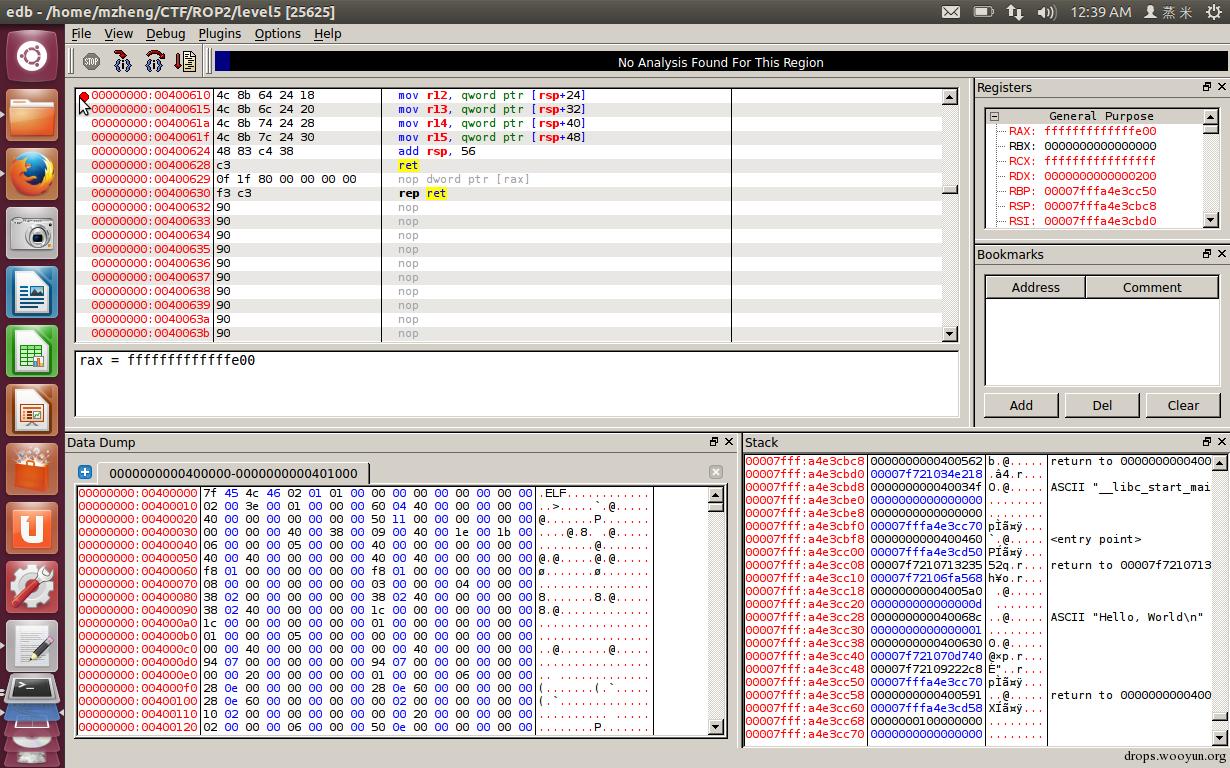 edb - /home/mzheng/CTF/ROP2/level5 [25625]
12:39 AM 蒸米
File View Debug Plugins Options Help
STOP
No Analysis Found For This Region
00000000:00400610 4c 8b 64 24 18 mov r12, qword ptr [rsp+24]
00000000:00400615 4c 8b 6c 24 20 mov r13, qword ptr [rsp+32]
00000000:0040061a 4c 8b 74 24 28 mov r14, qword ptr [rsp+40]
00000000:0040061f 4c 8b 7c 24 30 mov r15, qword ptr [rsp+48]
00000000:00400624 48 83 c4 38 add rsp, 56
00000000:00400628 c3 ret
00000000:00400629 0f 1f 80 00 00 00 00 nop dword ptr [rax]
00000000:00400630 f3 c3 rep ret
00000000:00400632 90 nop
00000000:00400633 90 nop
00000000:00400634 90 nop
00000000:00400635 90 nop
00000000:00400636 90 nop
00000000:00400637 90 nop
00000000:00400638 90 nop
00000000:00400639 90 nop
00000000:0040063a 90 nop
00000000:0040063b 90 nop
rax = fffffffffffffe00
Registers
General Purpose
RAX: fffffffffffffe00
RBX: 0000000000000000
RCX: ffffffffffffffff
RDX: 0000000000000200
RBP: 00007fffa4e3cc50
RSP: 00007fffa4e3cbc8
RSI: 00007fffa4e3cbd0
Bookmarks
Address Comment
Add Del Clear
Data Dump
0000000000400000-0000000000401000
00000000:00400000 7f 45 4c 46 02 01 01 00 00 00 00 00 00 00 00 00 .ELF............
00000000:00400010 02 00 3e 00 01 00 00 00 60 04 40 00 00 00 00 00 ..>.....`.@.....
00000000:00400020 40 00 00 00 00 00 00 00 50 11 00 00 00 00 00 00 @.......P.......
00000000:00400030 00 00 00 00 40 00 38 00 09 00 40 00 1e 00 1b 00 ....@.8...@.....
00000000:00400040 06 00 00 00 05 00 00 00 40 00 00 00 00 00 00 00 ........@.......
00000000:00400050 40 00 40 00 00 00 00 00 40 00 40 00 00 00 00 00 @.@.....@.@.....
00000000:00400060 f8 01 00 00 00 00 00 00 f8 01 00 00 00 00 00 00 ø.......ø.......
00000000:00400070 08 00 00 00 00 00 00 00 03 00 00 00 04 00 00 00 ................
00000000:00400080 38 02 00 00 00 00 00 00 38 02 40 00 00 00 00 00 8.......8.@.....
00000000:00400090 38 02 40 00 00 00 00 00 1c 00 00 00 00 00 00 00 8.@.............
00000000:004000a0 1c 00 00 00 00 00 00 00 01 00 00 00 00 00 00 00 ................
00000000:004000b0 01 00 00 00 05 00 00 00 00 00 00 00 00 00 00 00 ................
00000000:004000c0 00 00 40 00 00 00 00 00 00 00 40 00 00 00 00 00 ..@.......@.....
00000000:004000d0 94 07 00 00 00 00 00 00 94 07 00 00 00 00 00 00 ................
00000000:004000e0 00 00 20 00 00 00 00 00 01 00 00 00 06 00 00 00 .. .............
00000000:004000f0 28 0e 00 00 00 00 00 00 28 0e 60 00 00 00 00 00 (.......(.`.....
00000000:00400100 28 0e 60 00 00 00 00 00 00 02 00 00 00 00 00 00 (.`.............
00000000:00400110 10 02 00 00 00 00 00 00 00 00 20 00 00 00 00 00 .......... .....
00000000:00400120 02 00 00 00 06 00 00 00 50 0e 00 00 00 00 00 00 ........P.......
Stack
00007fff:a4e3cbc8 0000000000400562 b.@..... return to 0000000000400
00007fff:a4e3cbd0 00007f721034e218 .â4.r...
00007fff:a4e3cbd8 000000000040034f O.@..... ASCII "__libc_start_mai
00007fff:a4e3cbe0 0000000000000000 ........
00007fff:a4e3cbe8 0000000000000000 ........
00007fff:a4e3cbf0 00007fffa4e3cc70 pÌã¤ÿ...
00007fff:a4e3cbf8 0000000000400460 `.@..... <entry point>
00007fff:a4e3cc00 00007fffa4e3cd50 PÍã¤ÿ...
00007fff:a4e3cc08 00007f7210713235 52q.r... return to 00007f7210713
00007fff:a4e3cc10 00007f72106fa568 h¥o.r...
00007fff:a4e3cc18 00000000004005a0 .@.....
00007fff:a4e3cc20 000000000000000d ........
00007fff:a4e3cc28 000000000040068c ..@..... ASCII "Hello, World\n"
00007fff:a4e3cc30 0000000000000001 ........
00007fff:a4e3cc38 0000000000400630 0.@.....
00007fff:a4e3cc40 00007f721070d740 @×p.r...
00007fff:a4e3cc48 00007f72109222c8 È"..r...
00007fff:a4e3cc50 00007fffa4e3cc70 pÌã¤ÿ...
00007fff:a4e3cc58 0000000000400591 ..@..... return to 0000000000400
00007fff:a4e3cc60 00007fffa4e3cd58 XÍã¤ÿ...
00007fff:a4e3cc68 0000000100000000 ........
00007fff:a4e3cc70 0000000000000000 ........
drops.wooyun.org